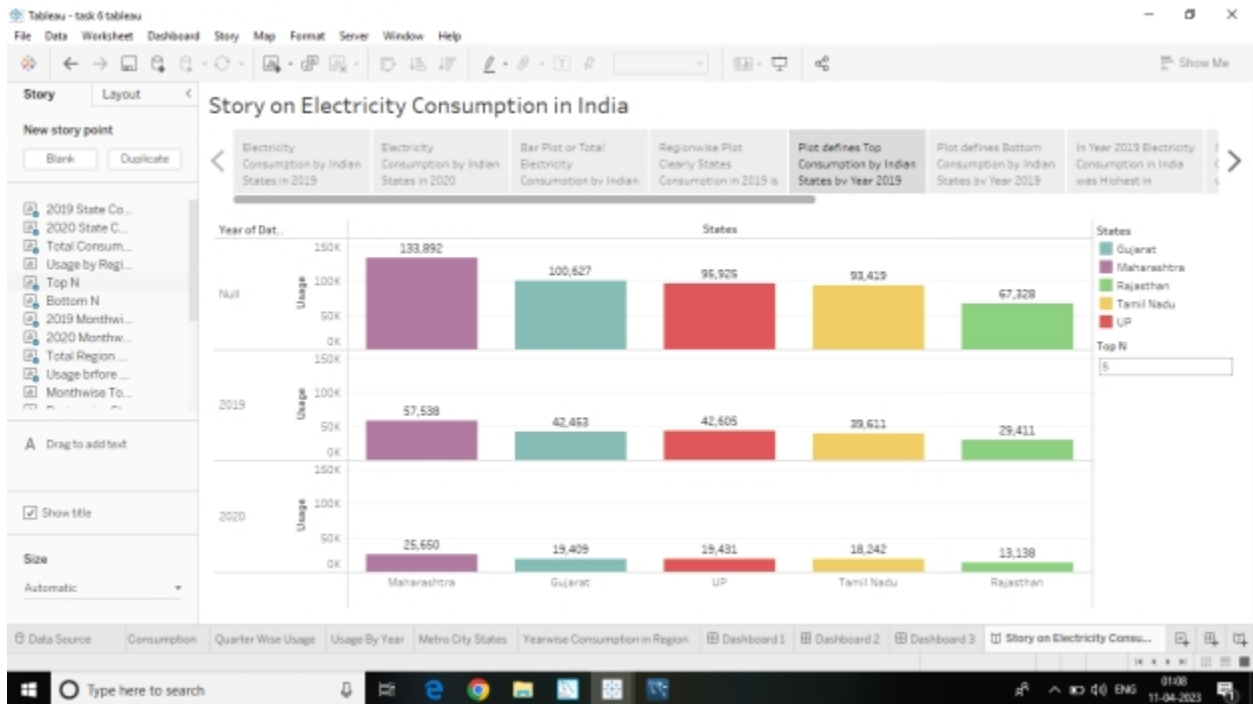 Tableau - task 6 tableau
File Data Worksheet Dashboard Story Map Format Server Window Help
Show Me
Story Layout
New story point
Blank Duplicate
2019 State Co...
2020 State C...
Total Consum...
Usage by Regi...
Top N
Bottom N
2019 Monthwi...
2020 Monthw...
Total Region ...
Usage brfore ...
Monthwise To...
A Drag to add text
Show title
Size
Automatic
Story on Electricity Consumption in India
Electricity
Consumption by Indian
States in 2019
Electricity
Consumption by Indian
States in 2020
Bar Plot or Total
Electricity
Consumption by Indian
Regionwise Plot
Clearly States
Consumption in 2019 is
Plot defines Top
Consumption by Indian
States by Year 2019
Plot defines Bottom
Consumption by Indian
States by Year 2019
In Year 2019 Electricity
Consumption in India
was Highest in
Year of Dat..
States
Null
Usage
150K
100K
50K
0K
133,892
100,627
93,419
67,328
2019
Usage
150K
100K
50K
0K
57,538
42,453
42,605
39,611
29,411
2020
Usage
150K
100K
50K
0K
25,650
19,409
19,431
18,242
13,138
Maharashtra Gujarat UP Tamil Nadu Rajasthan
States
Gujarat
Maharashtra
Rajasthan
Tamil Nadu
UP
Top N
5
Data Source Consumption Quarter Wise Usage Usage By Year Metro City States Yearwise Consumption in Region Dashboard 1 Dashboard 2 Dashboard 3 Story on Electricity Consu...
Type here to search
ENG
01:08
11-04-2023
1